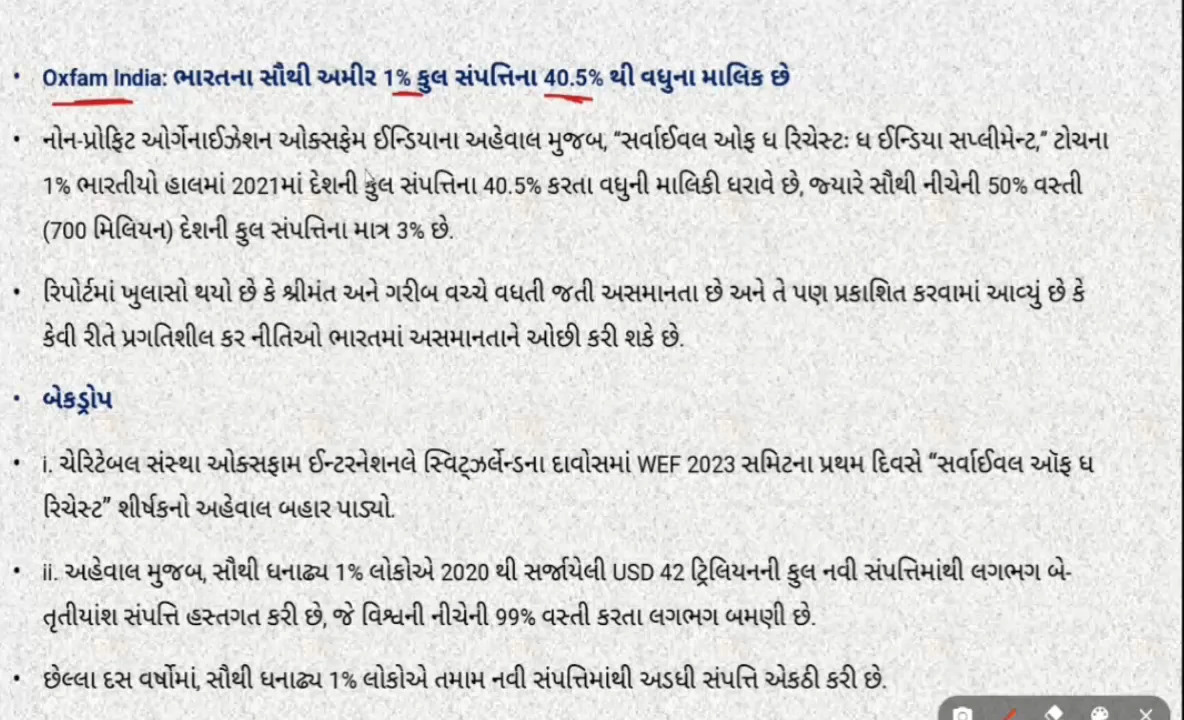 • Oxfam India: ભારતના સૌથી અમીર 1% કુલ સંપત્તિના 40.5% થી વધુના માલિક છે
• નોન-પ્રોફિટ ઓર્ગેનાઈઝેશન ઓક્સફેમ ઈન્ડિયાના અહેવાલ મુજબ, “સર્વાઈવલ ઓફ ધ રિચેસ્ટઃ ધ ઈન્ડિયા સપ્લીમેન્ટ,” ટોચના
1% ભારતીયો હાલમાં 2021માં દેશની કુલ સંપત્તિના 40.5% કરતા વધુની માલિકી ધરાવે છે, જ્યારે સૌથી નીચેની 50% વસ્તી
(700 મિલિયન) દેશની કુલ સંપત્તિના માત્ર 3% છે.
• રિપોર્ટમાં ખુલાસો થયો છે કે શ્રીમંત અને ગરીબ વચ્ચે વધતી જતી અસમાનતા છે અને તે પણ પ્રકાશિત કરવામાં આવ્યું છે કે
કેવી રીતે પ્રગતિશીલ કર નીતિઓ ભારતમાં અસમાનતાને ઓછી કરી શકે છે.
• બેકડ્રોપ
• i. ચેરિટેબલ સંસ્થા ઓક્સફામ ઈન્ટરનેશનલે સ્વિટ્ઝર્લેન્ડના દાવોસમાં WEF 2023 સમિટના પ્રથમ દિવસે “સર્વાઈવલ ઑફ ધ
રિચેસ્ટ” શીર્ષકનો અહેવાલ બહાર પાડ્યો.
• ii. અહેવાલ મુજબ, સૌથી ધનાઢ્ય 1% લોકોએ 2020 થી સર્જાયેલી USD 42 ટ્રિલિયનની કુલ નવી સંપત્તિમાંથી લગભગ બે-
તૃતીયાંશ સંપત્તિ હસ્તગત કરી છે, જે વિશ્વની નીચેની 99% વસ્તી કરતા લગભગ બમણી છે.
• છેલ્લા દસ વર્ષોમાં, સૌથી ધનાઢ્ય 1% લોકોએ તમામ નવી સંપત્તિમાંથી અડધી સંપત્તિ એકઠી કરી છે.